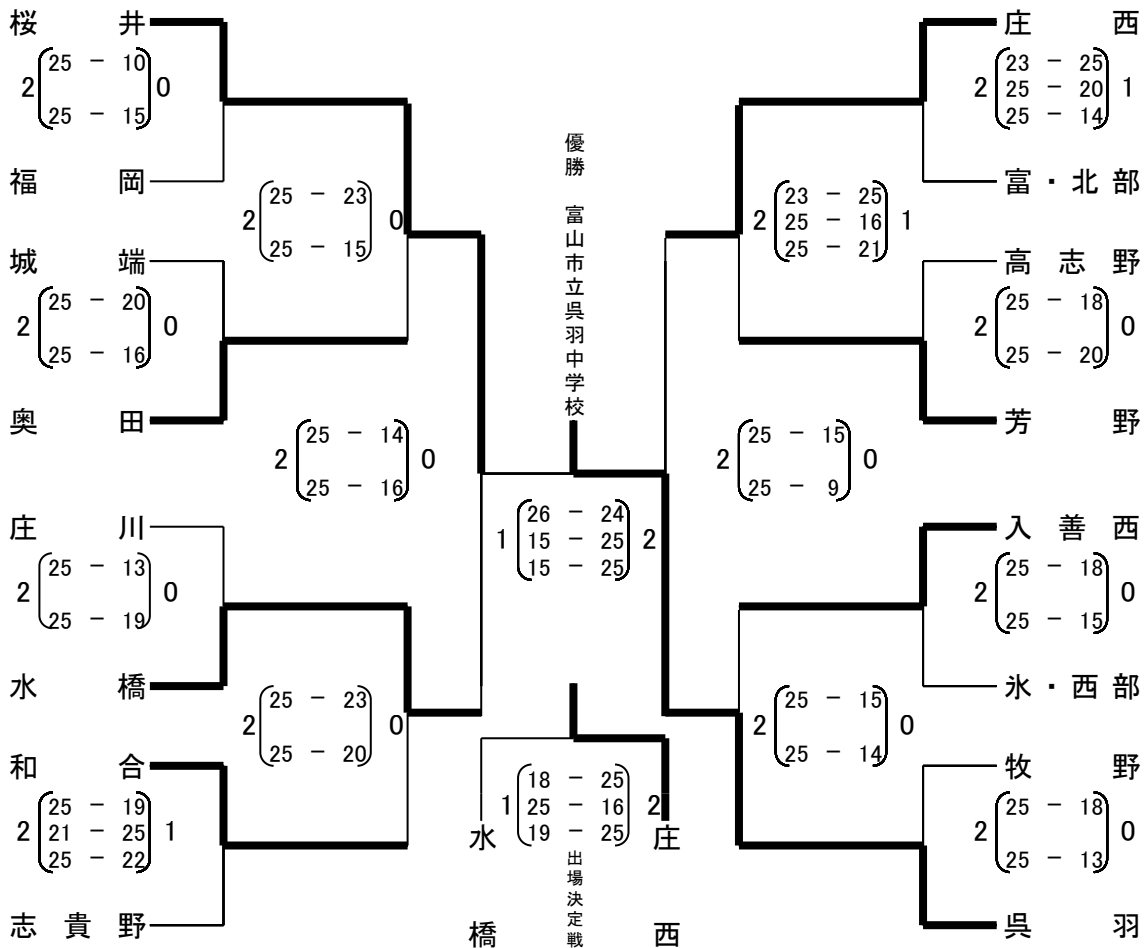 桜井
2 25 － 10 0
25 － 15
福岡
2 25 － 23 0
25 － 15
城端
2 25 － 20 0
25 － 16
奥田
2 25 － 14 0
25 － 16
庄川
2 25 － 13 0
25 － 19
水橋
2 25 － 23 0
25 － 20
和合
25 － 19
2 21 － 25 1
25 － 22
志貴野
優勝 富山市立呉羽中学校
26 － 24
1 15 － 25 2
15 － 25
18 － 25
1 25 － 16 2
19 － 25
水橋
出場決定戦
庄西
庄西
23 － 25
2 25 － 20 1
25 － 14
富・北部
23 － 25
2 25 － 16 1
25 － 21
高志野
2 25 － 18 0
25 － 20
芳野
2 25 － 15 0
25 － 9
入善西
2 25 － 18 0
25 － 15
氷・西部
2 25 － 15 0
25 － 14
牧野
2 25 － 18 0
25 － 13
呉羽